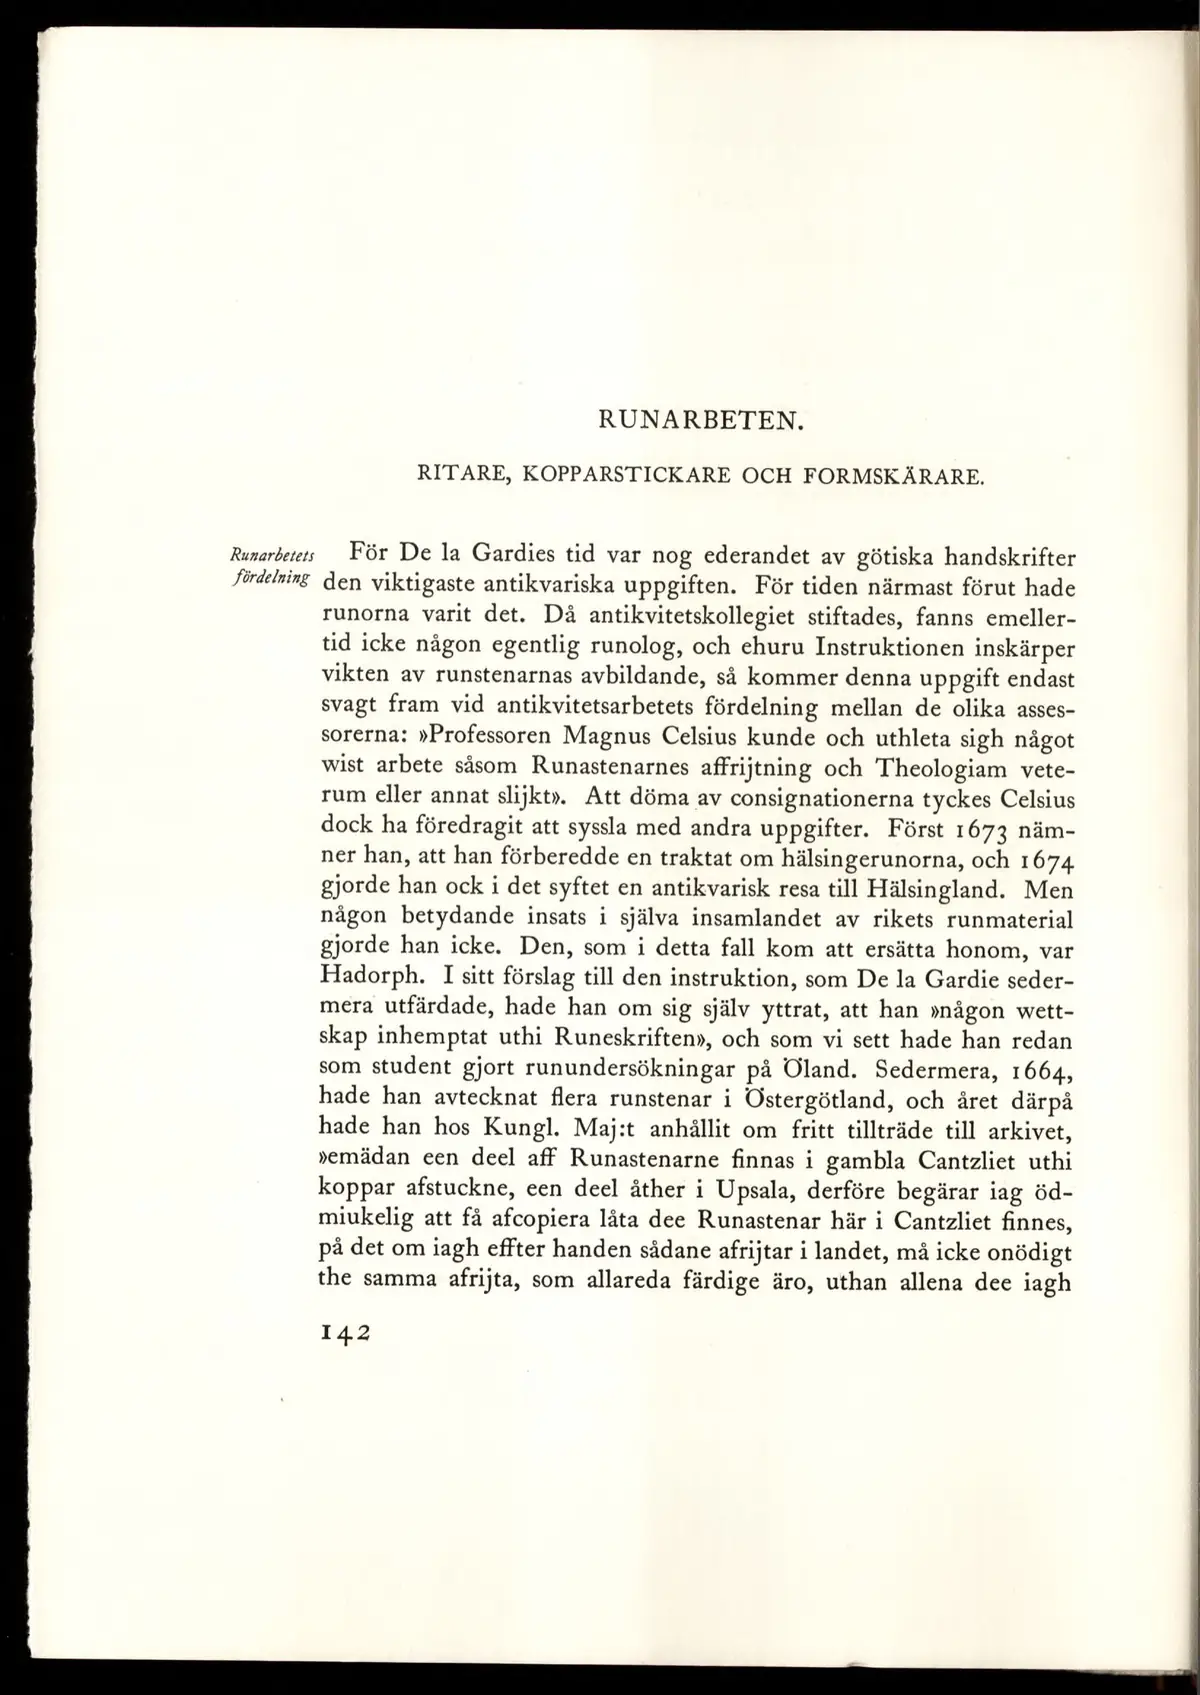 RUNARBETEN.
RITARE, KOPPARSTICKARE OCH FORMSKÄRARE.
Runarbetets
fördelning
För De la Gardies tid var nog ederandet av götiska handskrifter
den viktigaste antikvariska uppgiften. För tiden närmast förut hade
runorna varit det. Då antikvitetskollegiet stiftades, fanns emeller-
tid icke någon egentlig runolog, och ehuru Instruktionen inskärper
vikten av runstenarnas avbildande, så kommer denna uppgift endast
svagt fram vid antikvitetsarbetets fördelning mellan de olika asses-
sorerna: »Professoren Magnus Celsius kunde och uthleta sigh något
wist arbete såsom Runastenarnes affrijtning och Theologiam vete-
rum eller annat slijkt». Att döma av consignationerna tyckes Celsius
dock ha föredragit att syssla med andra uppgifter. Först 1673 näm-
ner han, att han förberedde en traktat om hälsingerunorna, och 1674
gjorde han ock i det syftet en antikvarisk resa till Hälsingland. Men
någon betydande insats i själva insamlandet av rikets runmaterial
gjorde han icke. Den, som i detta fall kom att ersätta honom, var
Hadorph. I sitt förslag till den instruktion, som De la Gardie seder-
mera utfärdade, hade han om sig själv yttrat, att han »någon wett-
skap inhemptat uthi Runeskriften», och som vi sett hade han redan
som student gjort runundersökningar på Öland. Sedermera, 1664,
hade han avtecknat flera runstenar i Östergötland, och året därpå
hade han hos Kungl. Maj:t anhållit om fritt tillträde till arkivet,
»emädan een deel aff Runastenarne finnas i gambla Cantzliet uthi
koppar afstuckne, een deel åther i Upsala, derföre begärar iag öd-
miukelig att få afcopiera låta dee Runastenar här i Cantzliet finnes,
på det om iagh effter handen sådane afrijtar i landet, må icke onödigt
the samma afrijta, som allareda färdige äro, uthan allena dee iagh
142